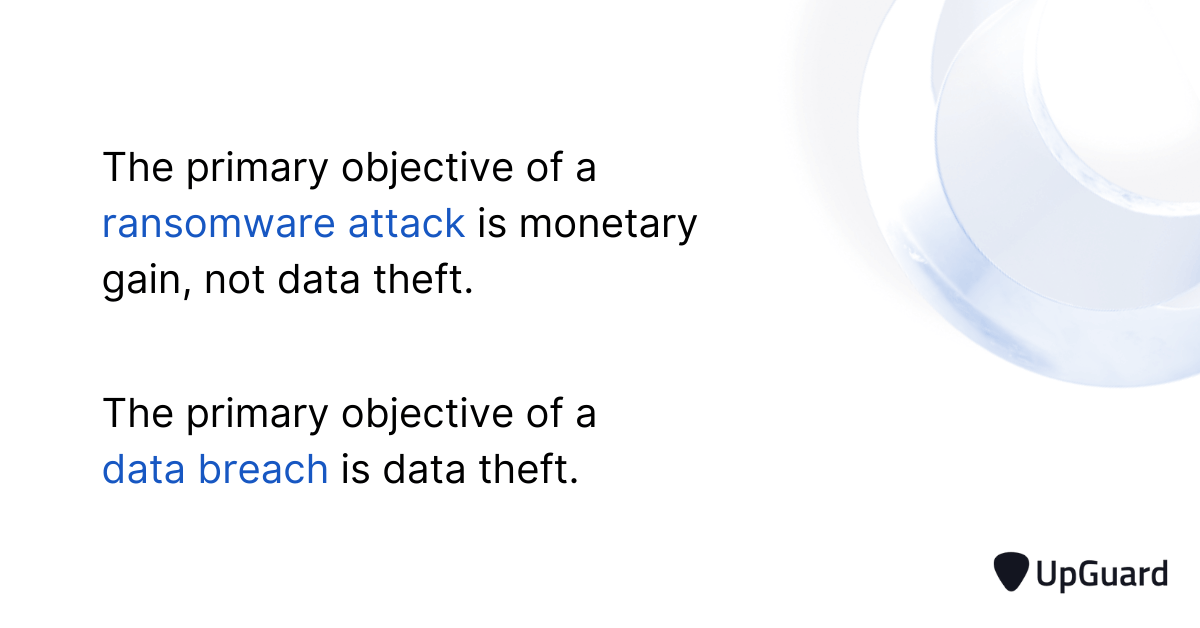 The primary objective of a
ransomware attack is monetary
gain, not data theft.
The primary objective of a
data breach is data theft.
UpGuard